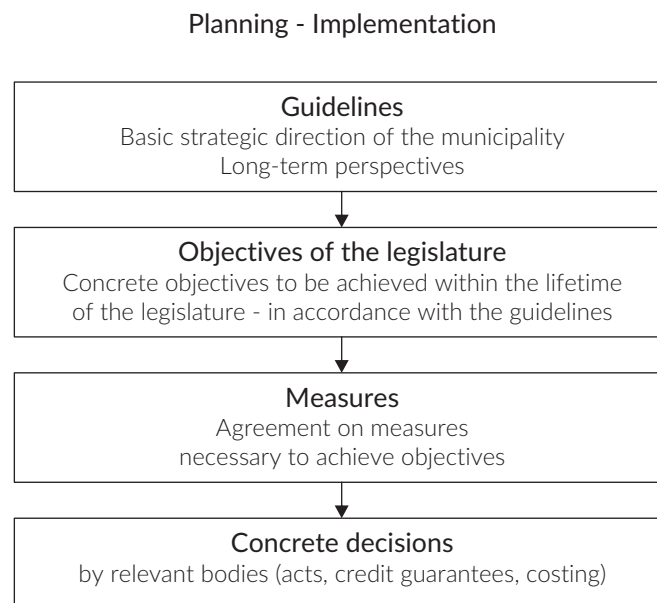 Planning - Implementation
Guidelines
Basic strategic direction of the municipality
Long-term perspectives
Objectives of the legislature
Concrete objectives to be achieved within the lifetime
of the legislature - in accordance with the guidelines
Measures
Agreement on measures
necessary to achieve objectives
Concrete decisions
by relevant bodies (acts, credit guarantees, costing)